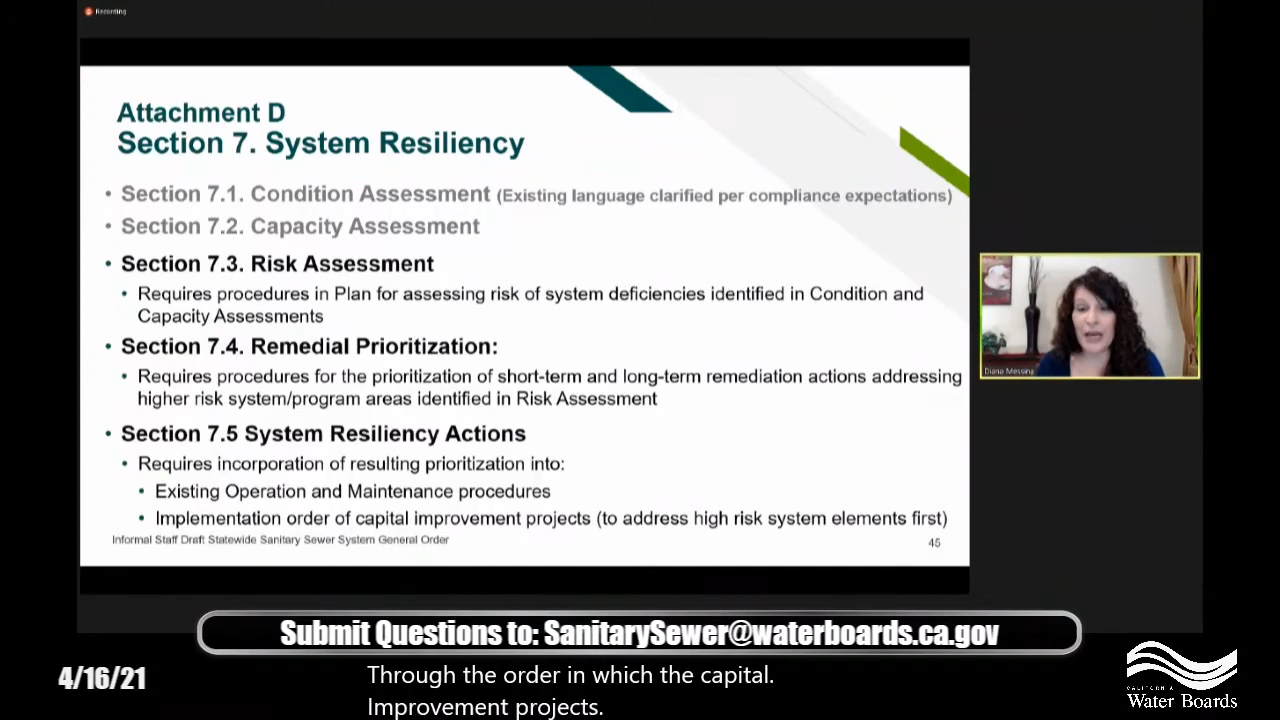 Recording
Attachment D
Section 7. System Resiliency
• Section 7.1. Condition Assessment (Existing language clarified per compliance expectations)
• Section 7.2. Capacity Assessment
• Section 7.3. Risk Assessment
• Requires procedures in Plan for assessing risk of system deficiencies identified in Condition and
Capacity Assessments
• Section 7.4. Remedial Prioritization:
• Requires procedures for the prioritization of short-term and long-term remediation actions addressing
higher risk system/program areas identified in Risk Assessment
• Section 7.5 System Resiliency Actions
• Requires incorporation of resulting prioritization into:
• Existing Operation and Maintenance procedures
• Implementation order of capital improvement projects (to address high risk system elements first)
Informal Staff Draft Statewide Sanitary Sewer System General Order
45
Diana Messina
Submit Questions to: SanitarySewer@waterboards.ca.gov
4/16/21
Through the order in which the capital.
Improvement projects.
CALIFORNIA
Water Boards